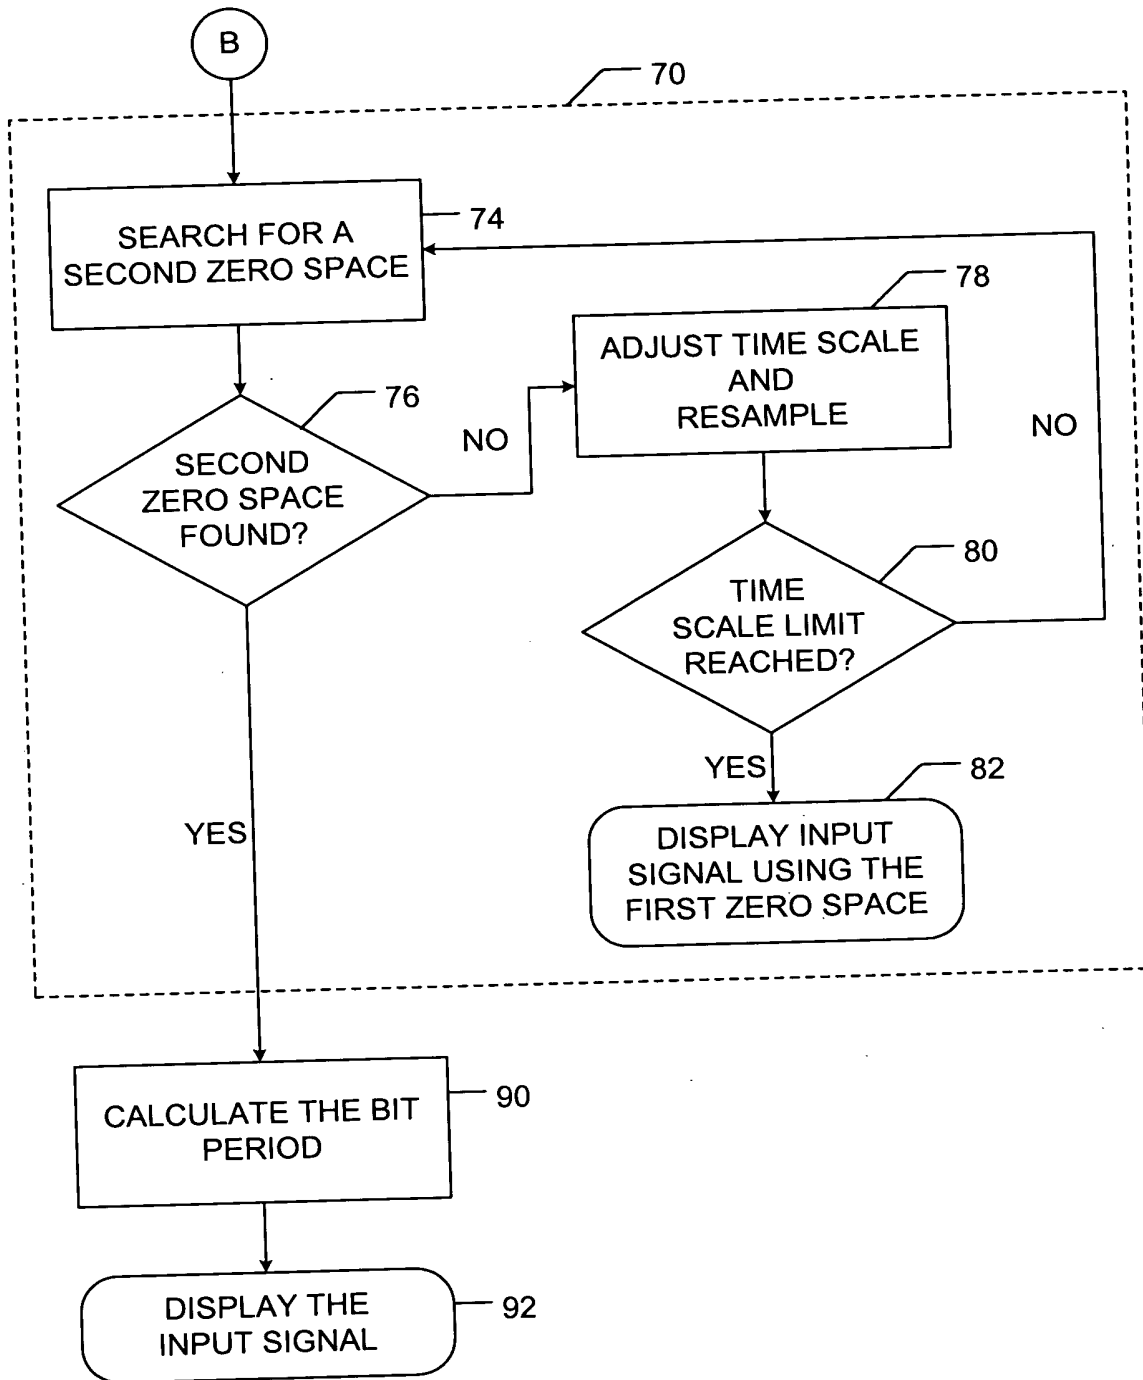 B
70
SEARCH FOR A
SECOND ZERO SPACE
74
78
ADJUST TIME SCALE
AND
RESAMPLE
76
NO
NO
SECOND
ZERO SPACE
FOUND?
80
TIME
SCALE LIMIT
REACHED?
YES
82
DISPLAY INPUT
SIGNAL USING THE
FIRST ZERO SPACE
YES
CALCULATE THE BIT
PERIOD
90
DISPLAY THE
INPUT SIGNAL
92